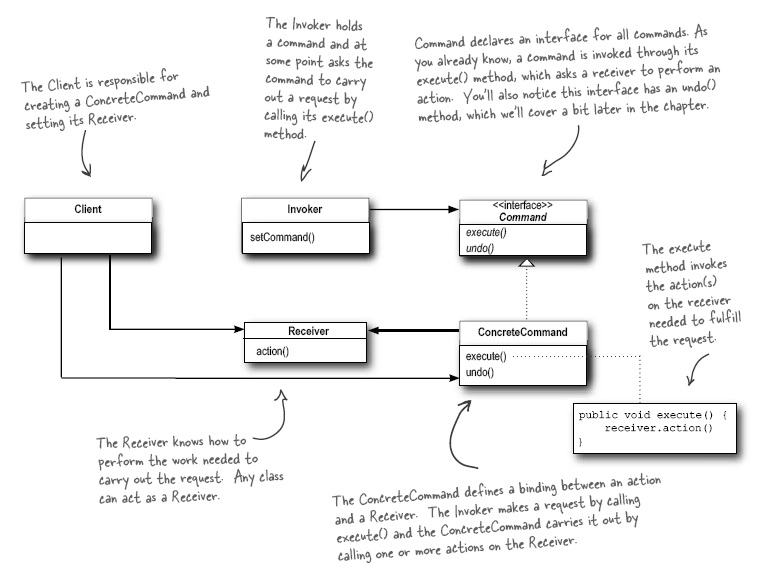 The Client is responsible for
creating a ConcreteCommand and
setting its Receiver.
The Invoker holds
a command and at
some point asks the
command to carry
out a request by
calling its execute()
method.
Command declares an interface for all commands. As
you already know, a command is invoked through its
execute() method, which asks a receiver to perform an
action. You'll also notice this interface has an undo()
method, which we'll cover a bit later in the chapter.
Client
Invoker
setCommand()
<<interface>>
Command
execute()
undo()
The execute
method invokes
the action(s)
on the receiver
needed to fulfill
the request.
Receiver
action()
ConcreteCommand
execute()
undo()
public void execute() {
receiver.action()
}
The Receiver knows how to
perform the work needed to
carry out the request. Any class
can act as a Receiver.
The ConcreteCommand defines a binding between an action
and a Receiver. The Invoker makes a request by calling
execute() and the ConcreteCommand carries it out by
calling one or more actions on the Receiver.